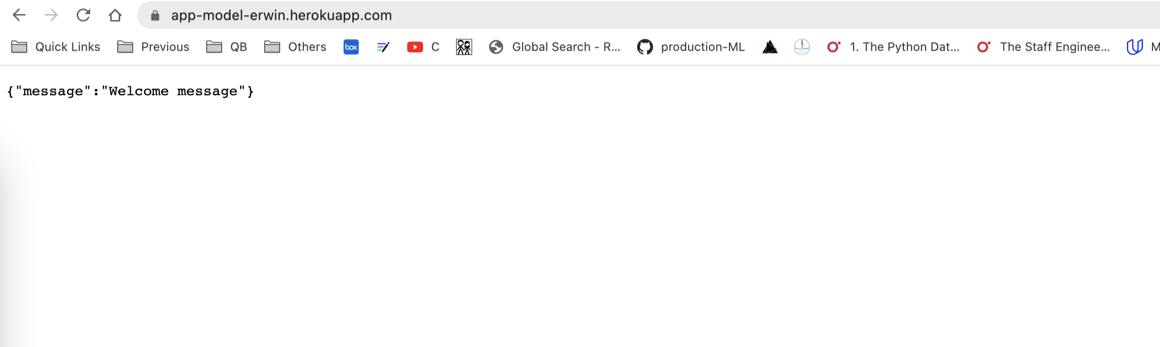 app-model-erwin.herokuapp.com
Quick Links Previous QB Others box C Global Search - R... production-ML 1. The Python Dat... The Staff Enginee... M
{"message":"Welcome message"}